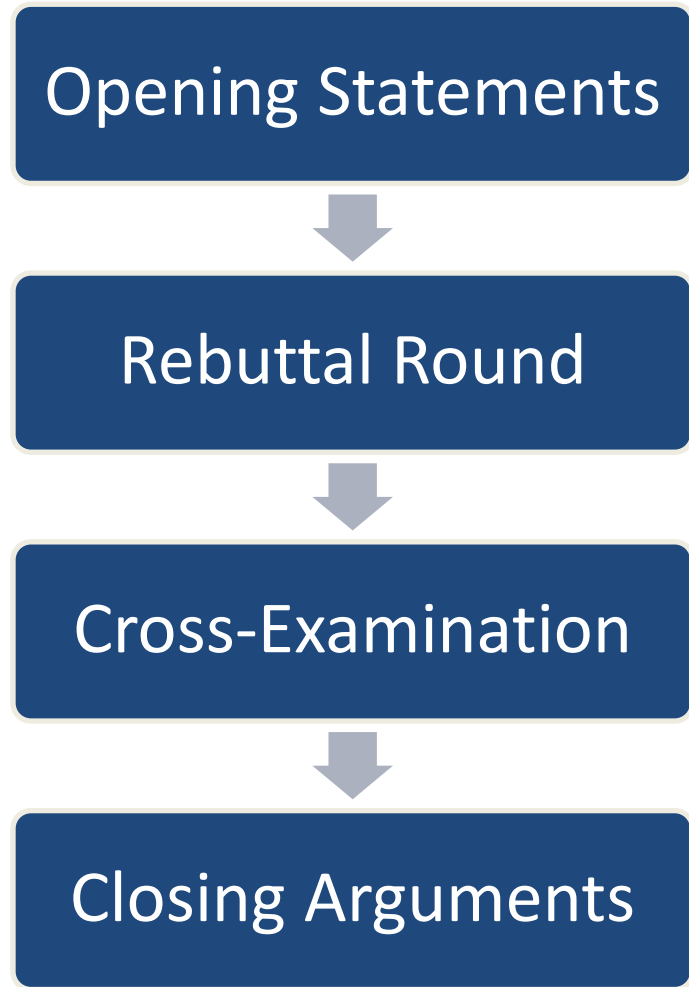 Opening Statements
Rebuttal Round
Cross-Examination
Closing Arguments